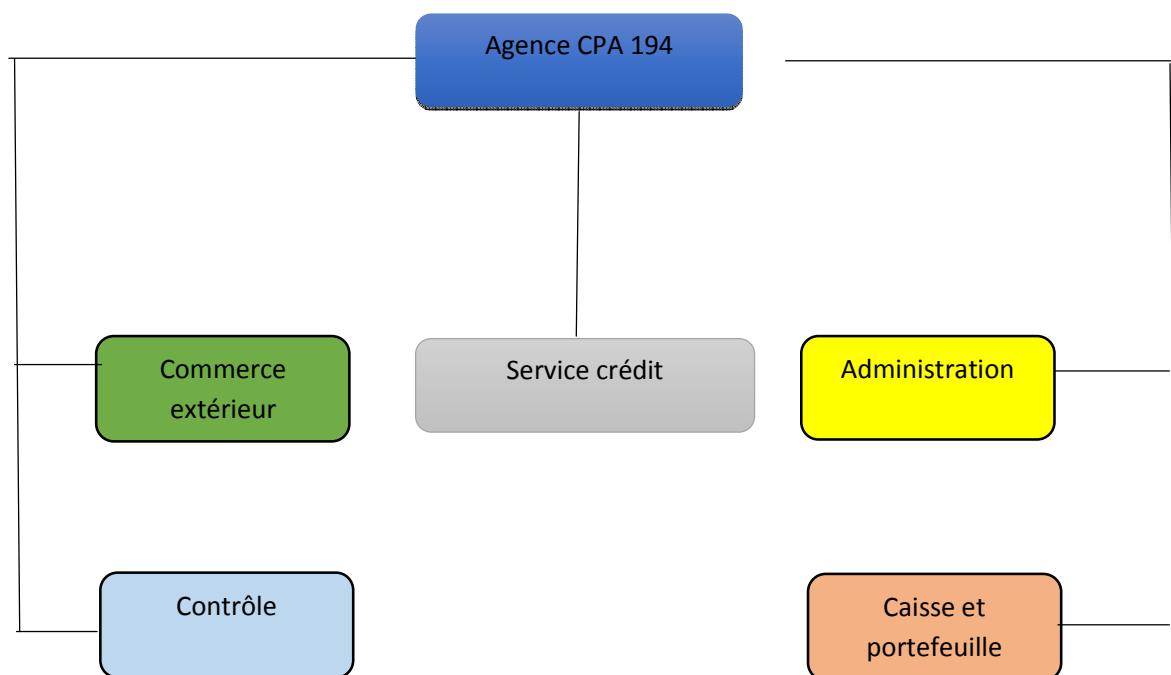 Agence CPA 194
Commerce
extérieur
Service crédit
Administration
Contrôle
Caisse et
portefeuille